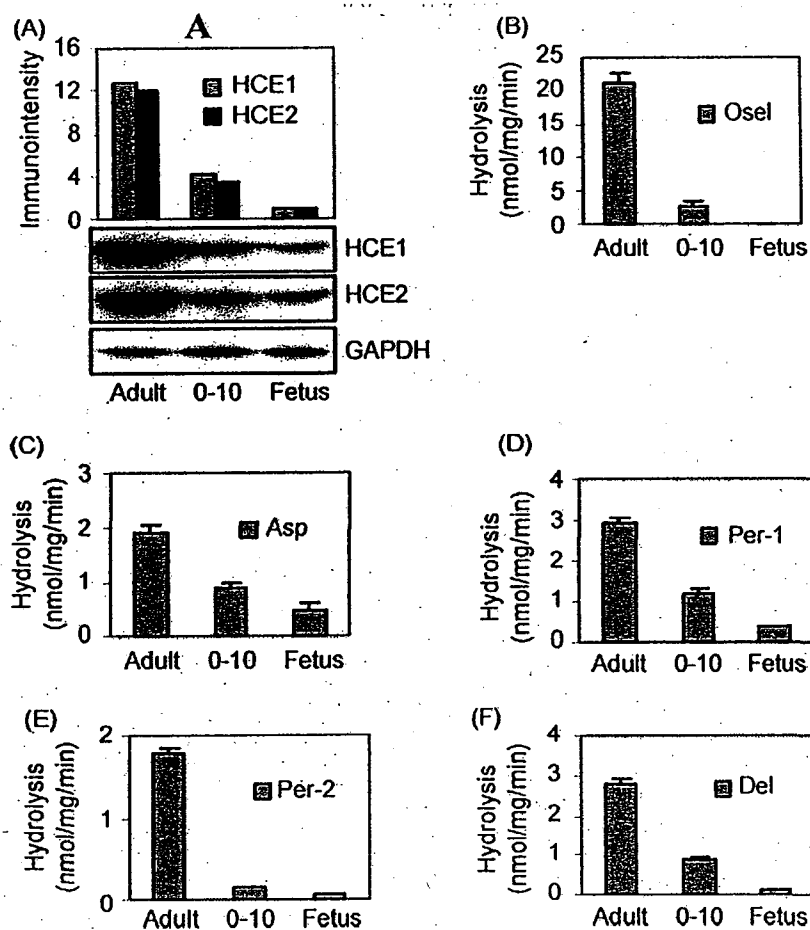 (A)
A
Immunointensity
16
12
8
4
0
HCE1
HCE2
HCE1
HCE2
GAPDH
Adult 0-10 Fetus
(B)
Hydrolysis
(nmol/mg/min)
25
20
15
10
5
0
Osel
Adult 0-10 Fetus
(C)
Hydrolysis
(nmol/mg/min)
3
2
1
0
Asp
Adult 0-10 Fetus
(D)
Hydrolysis
(nmol/mg/min)
4
3
2
1
0
Per-1
Adult 0-10 Fetus
(E)
Hydrolysis
(nmol/mg/min)
2
1
0
Per-2
Adult 0-10 Fetus
(F)
Hydrolysis
(nmol/mg/min)
4
3
2
1
0
Del
Adult 0-10 Fetus